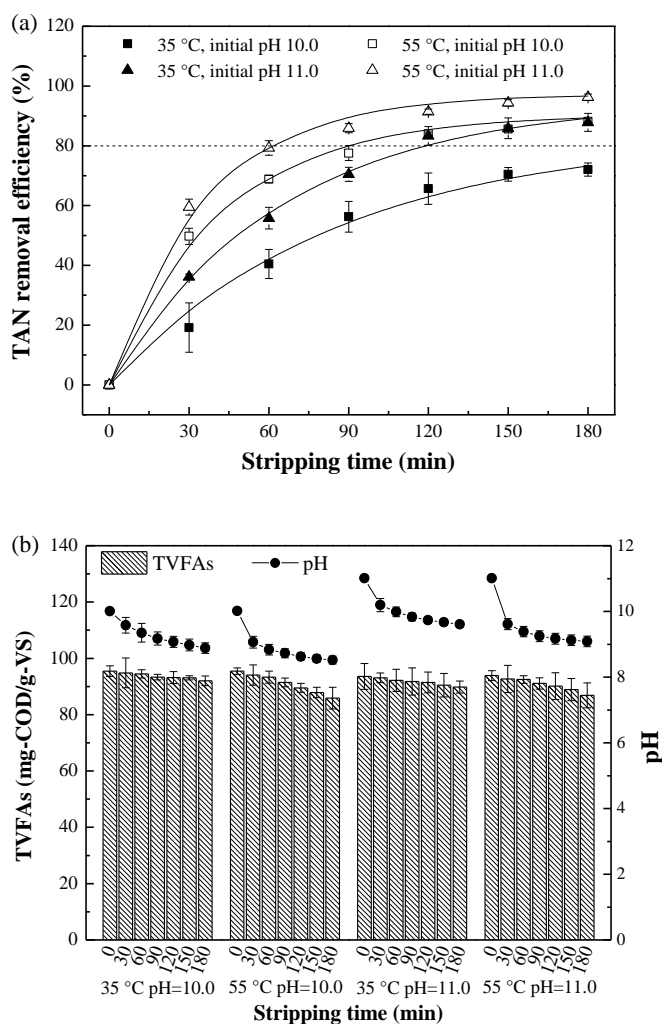 (a)
120
100
80
60
40
20
0
TAN removal efficiency (%)
35 °C, initial pH 10.0
55 °C, initial pH 10.0
35 °C, initial pH 11.0
55 °C, initial pH 11.0
0 30 60 90 120 150 180
Stripping time (min)
(b)
140
120
100
80
60
40
20
0
TVFAs (mg-COD/g-VS)
TVFAs
pH
12
10
8
6
4
2
0
pH
0 30 60 90 120 150 180 0 30 60 90 120 150 180 0 30 60 90 120 150 180 0 30 60 90 120 150 180
35 °C pH=10.0 55 °C pH=10.0 35 °C pH=11.0 55 °C pH=11.0
Stripping time (min)